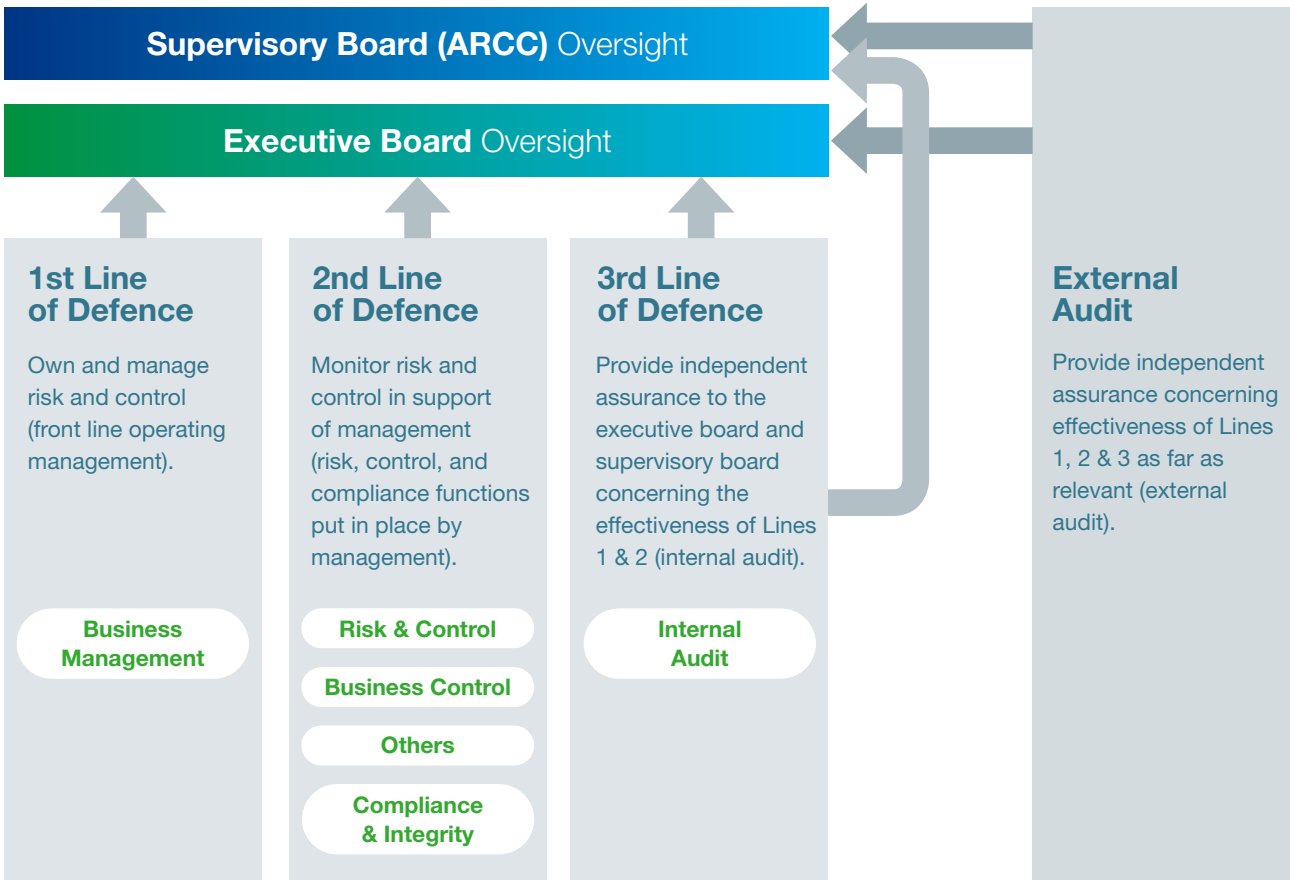 Supervisory Board (ARCC) Oversight
Executive Board Oversight
1st Line
of Defence
Own and manage
risk and control
(front line operating
management).
Business
Management
2nd Line
of Defence
Monitor risk and
control in support
of management
(risk, control, and
compliance functions
put in place by
management).
Risk & Control
Business Control
Others
Compliance
& Integrity
3rd Line
of Defence
Provide independent
assurance to the
executive board and
supervisory board
concerning the
effectiveness of Lines
1 & 2 (internal audit).
Internal
Audit
External
Audit
Provide independent
assurance concerning
effectiveness of Lines
1, 2 & 3 as far as
relevant (external
audit).